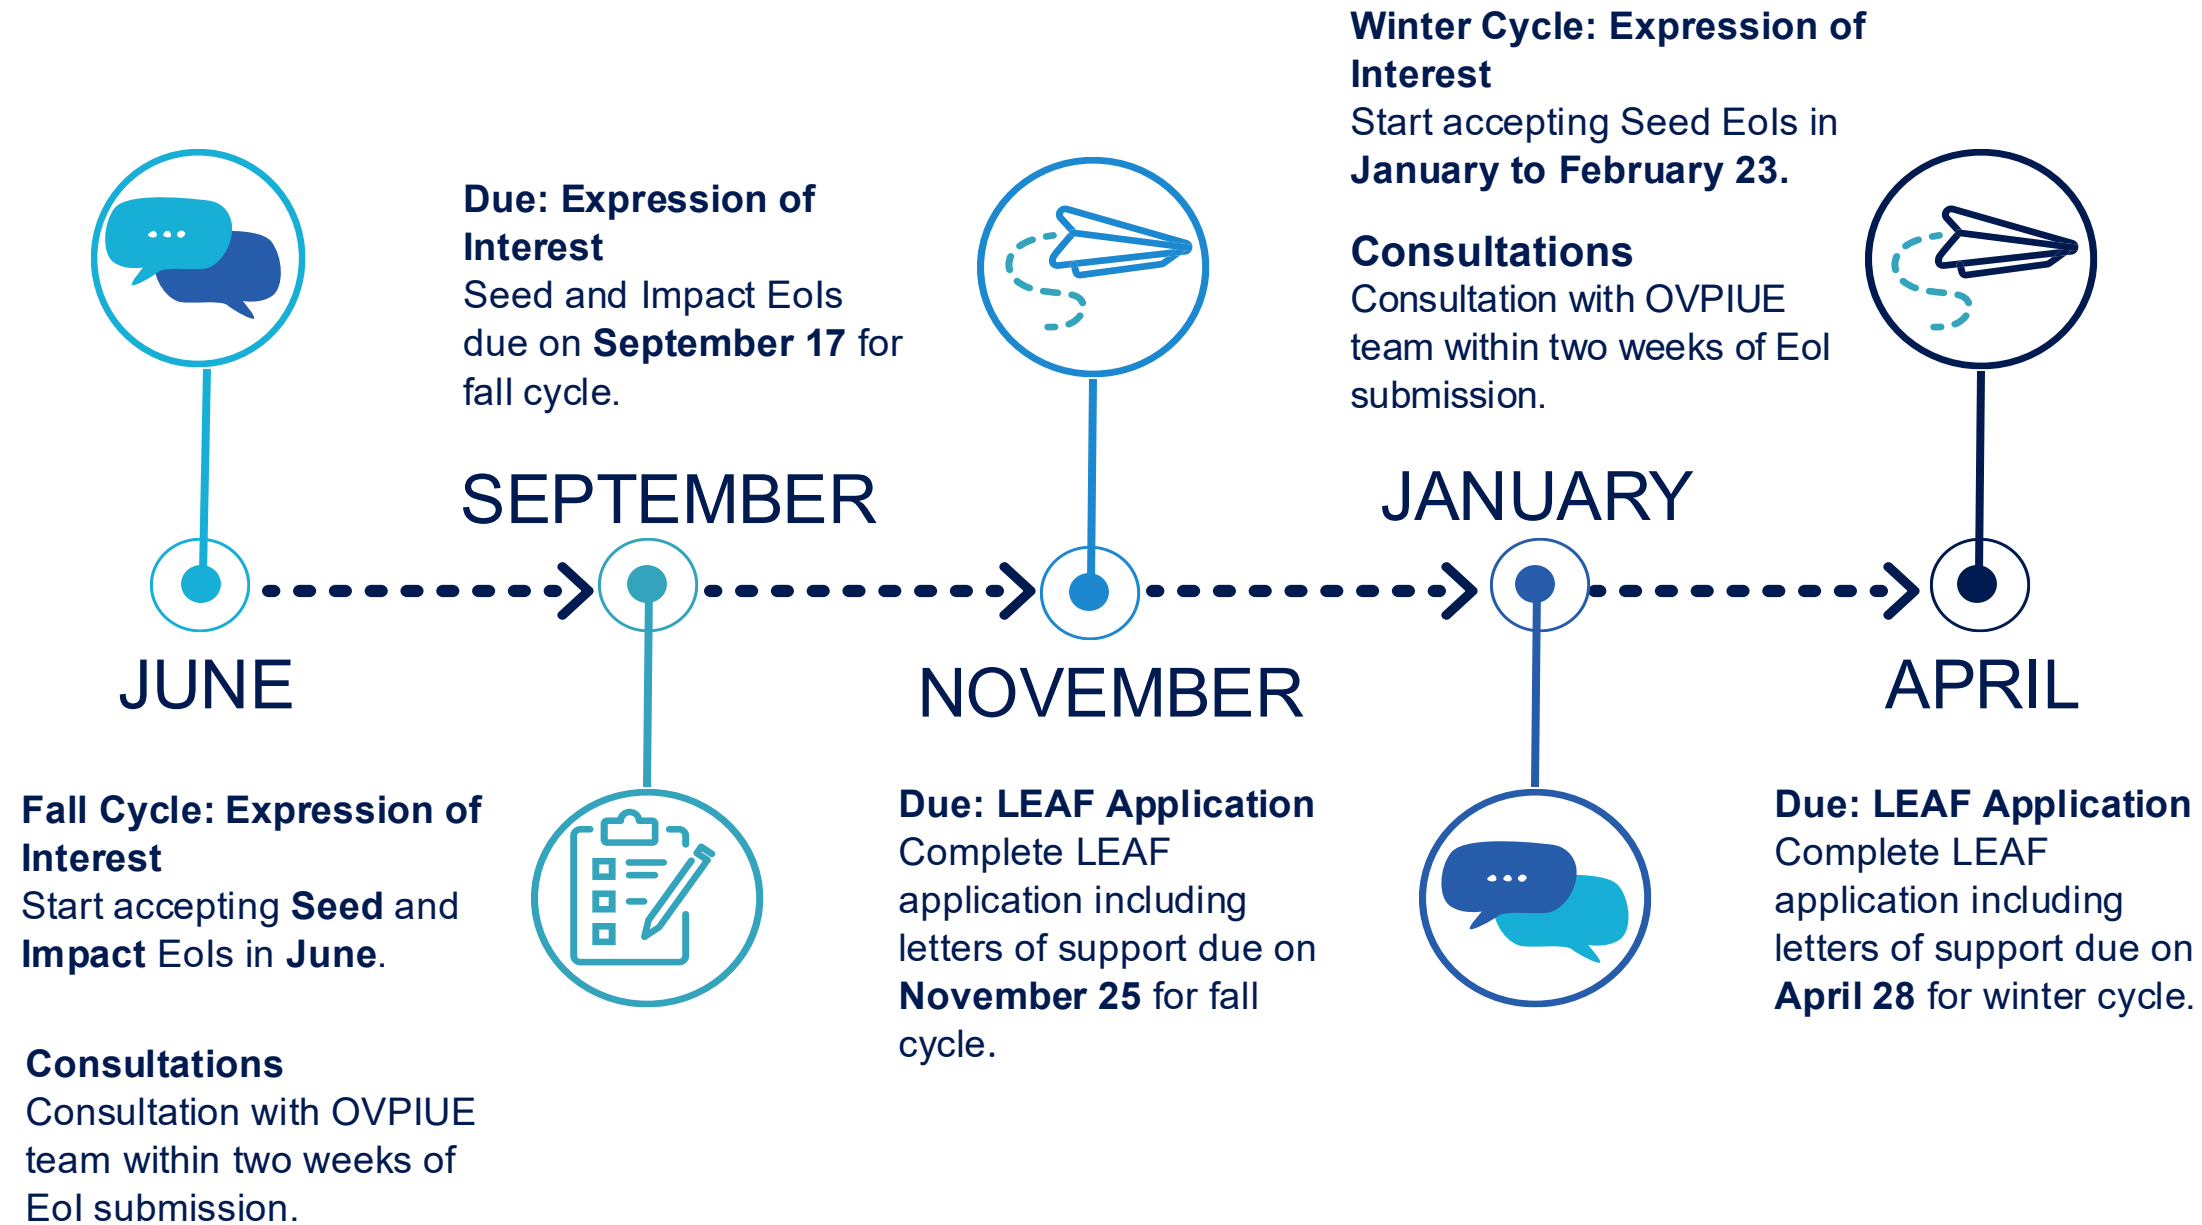 JUNE
Fall Cycle: Expression of
Interest
Start accepting Seed and
Impact EoIs in June.
Consultations
Consultation with OVPIUE
team within two weeks of
EoI submission.
Due: Expression of
Interest
Seed and Impact EoIs
due on September 17 for
fall cycle.
SEPTEMBER
NOVEMBER
Due: LEAF Application
Complete LEAF
application including
letters of support due on
November 25 for fall
cycle.
Winter Cycle: Expression of
Interest
Start accepting Seed EoIs in
January to February 23.
Consultations
Consultation with OVPIUE
team within two weeks of EoI
submission.
JANUARY
APRIL
Due: LEAF Application
Complete LEAF
application including
letters of support due on
April 28 for winter cycle.